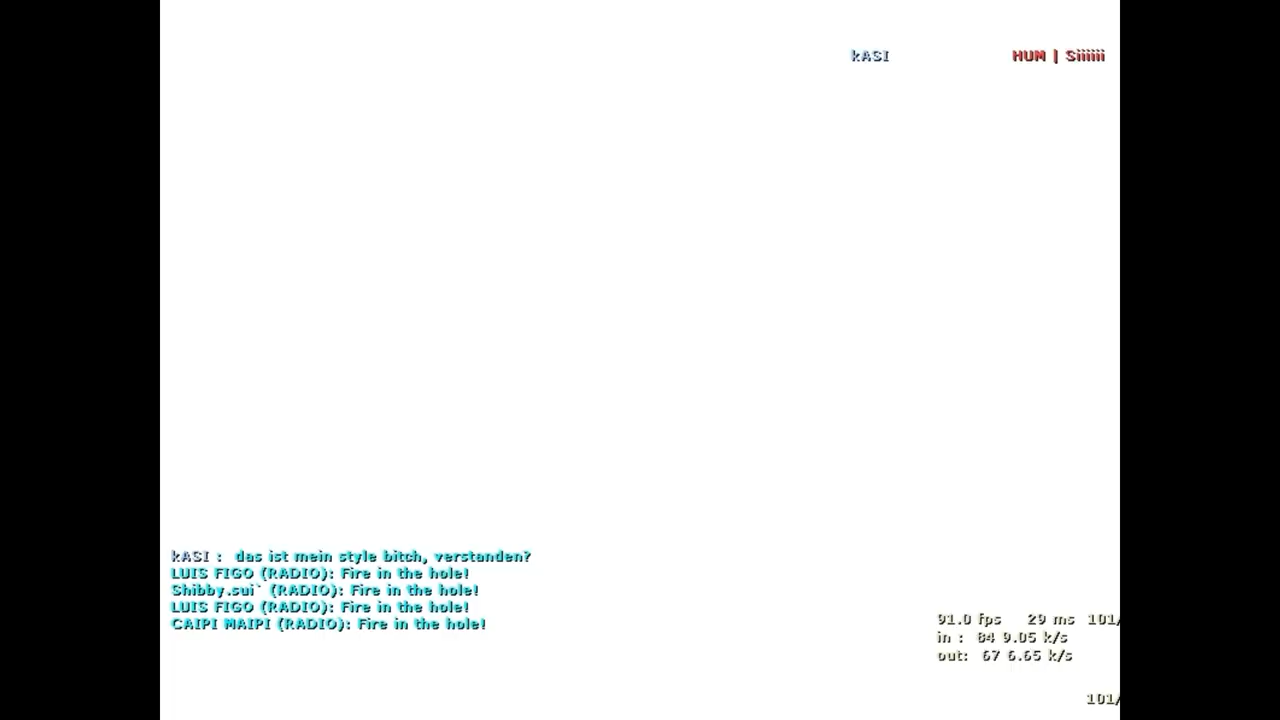 kASI HUM | Siiiiii
kASI : das ist mein style bitch, verstanden?
LUIS FIGO (RADIO): Fire in the hole!
Shibby.sui` (RADIO): Fire in the hole!
LUIS FIGO (RADIO): Fire in the hole!
CAIPI MAIPI (RADIO): Fire in the hole!
91.0 fps 29 ms 101/
in : 84 9.05 k/s
out: 67 6.65 k/s
101/